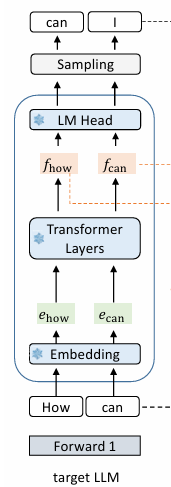 can I
Sampling
LM Head
f_how f_can
Transformer
Layers
e_how e_can
Embedding
How can
Forward 1
target LLM